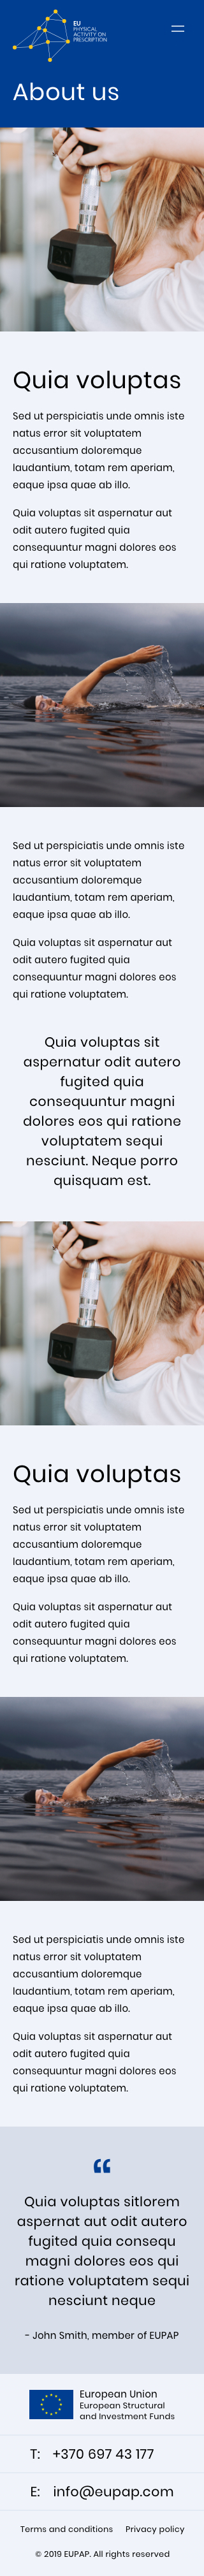 EU
PHYSICAL
ACTIVITY ON
PRESCRIPTION
About us
Quia voluptas
Sed ut perspiciatis unde omnis iste
natus error sit voluptatem
accusantium doloremque
laudantium, totam rem aperiam,
eaque ipsa quae ab illo.
Quia voluptas sit aspernatur aut
odit autero fugited quia
consequuntur magni dolores eos
qui ratione voluptatem.
Sed ut perspiciatis unde omnis iste
natus error sit voluptatem
accusantium doloremque
laudantium, totam rem aperiam,
eaque ipsa quae ab illo.
Quia voluptas sit aspernatur aut
odit autero fugited quia
consequuntur magni dolores eos
qui ratione voluptatem.
Quia voluptas sit
aspernatur odit autero
fugited quia
consequuntur magni
dolores eos qui ratione
voluptatem sequi
nesciunt. Neque porro
quisquam est.
Quia voluptas
Sed ut perspiciatis unde omnis iste
natus error sit voluptatem
accusantium doloremque
laudantium, totam rem aperiam,
eaque ipsa quae ab illo.
Quia voluptas sit aspernatur aut
odit autero fugited quia
consequuntur magni dolores eos
qui ratione voluptatem.
Sed ut perspiciatis unde omnis iste
natus error sit voluptatem
accusantium doloremque
laudantium, totam rem aperiam,
eaque ipsa quae ab illo.
Quia voluptas sit aspernatur aut
odit autero fugited quia
consequuntur magni dolores eos
qui ratione voluptatem.
“
Quia voluptas sitlorem
aspernat aut odit autero
fugited quia consequu
magni dolores eos qui
ratione voluptatem sequi
nesciunt neque
- John Smith, member of EUPAP
European Union
European Structural
and Investment Funds
T: +370 697 43 177
E: info@eupap.com
Terms and conditions Privacy policy
© 2019 EUPAP. All rights reserved